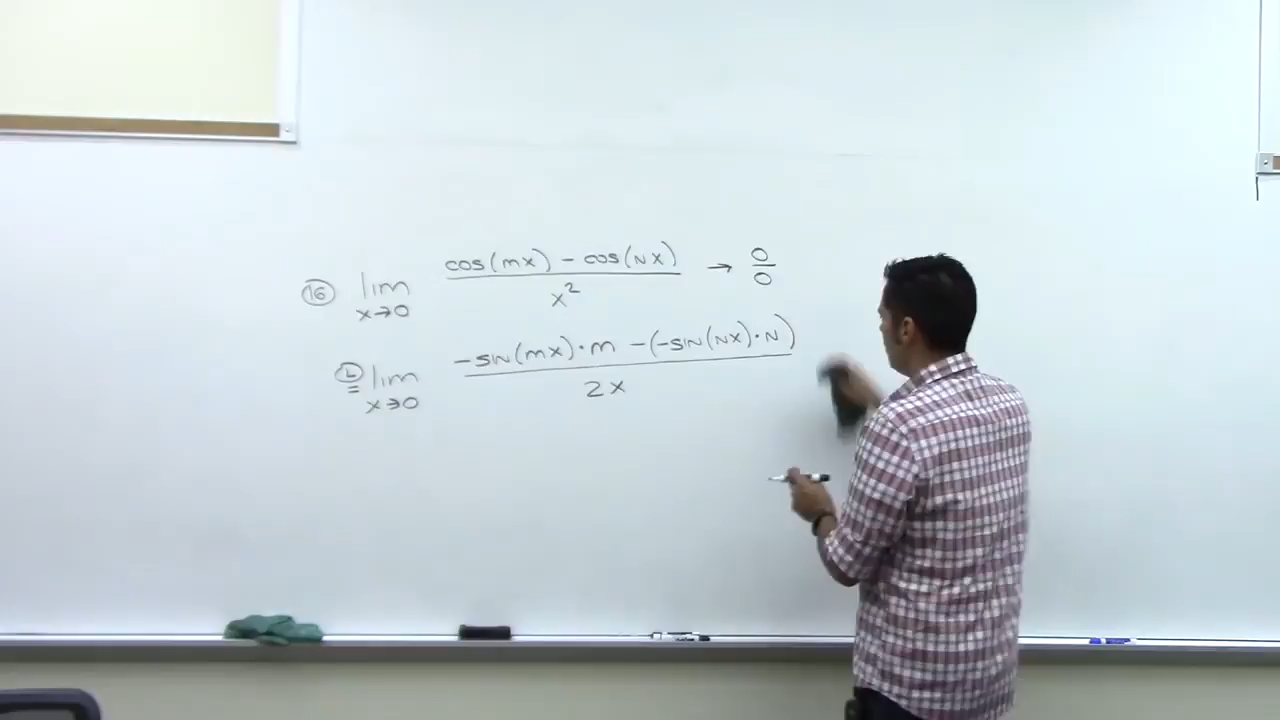 (16) lim x→0 cos(mx) - cos(Nx) / x² → 0/0
(L) = lim x→0 -sin(mx)·m - (-sin(Nx)·N) / 2x